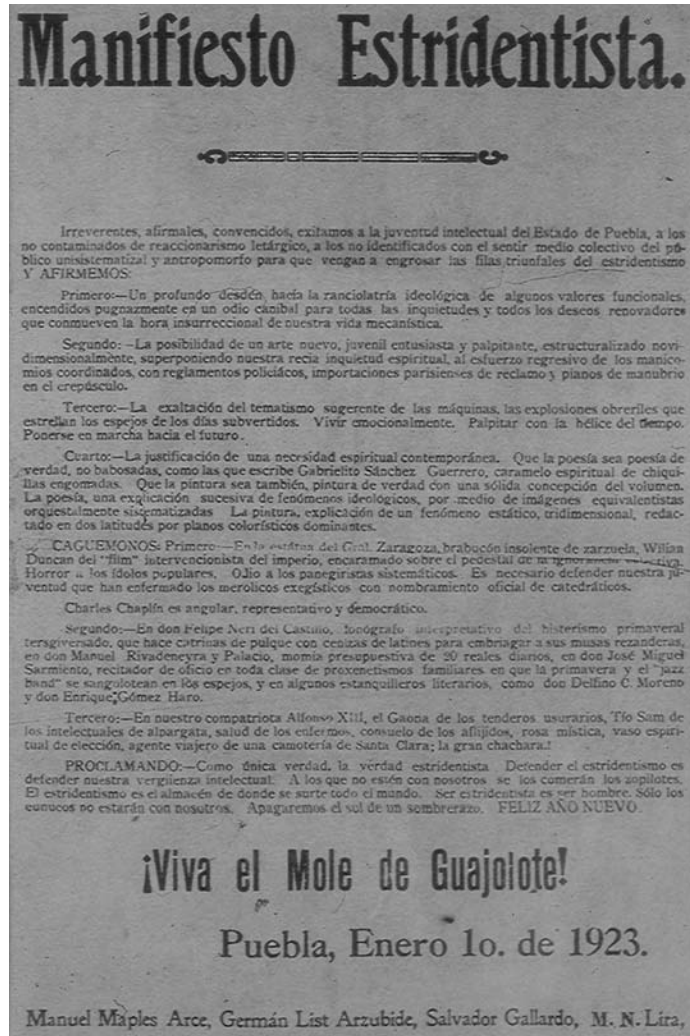 Manifiesto Estridentista.
Irreverentes, afirmales, convencidos, exitamos a la juventud intelectual del Estado de Puebla, a los
no contaminados de reaccionarismo letárgico, a los no identificados con el sentir medio colectivo del pú-
blico unisistematizal y antropomorfo para que vengan a engrosar las filas triunfales del estridentismo
Y AFIRMEMOS:
Primero:—Un profundo desdén hacía la ranciolatría ideológica de algunos valores funcionales,
encendidos pugnazmente en un odio caníbal para todas las inquietudes y todos los deseos renovadores
que conmueven la hora insurreccional de nuestra vida mecanística.
Segundo: —La posibilidad de un arte nuevo, juvenil entusiasta y palpitante, estructuralizado novi-
dimensionalmente, superponiendo nuestra recia inquietud espiritual, al esfuerzo regresivo de los manico-
mios coordinados, con reglamentos policíacos, importaciones parisienses de reclamo y pianos de manubrio
en el crepúsculo.
Tercero:—La exaltación del tematismo sugerente de las máquinas, las explosiones obreriles que
estrellan los espejos de los días subvertidos. Vivir emocionalmente. Palpitar con la hélice del tiempo.
Ponerse en marcha hacia el futuro.
Cuarto:—La justificación de una necesidad espiritual contemporánea. Que la poesía sea poesía de
verdad, no babosadas, como las que escribe Gabrielito Sánchez Guerrero, caramelo espiritual de chiqui-
llas engomadas. Que la pintura sea también, pintura de verdad con una sólida concepción del volumen.
La poesía, una explicación sucesiva de fenómenos ideológicos, por medio de imágenes equivalentistas
orquestalmente sistematizadas La pintura, explicación de un fenómeno estático, tridimensional, redac-
tado en dos latitudes por planos colorísticos dominantes.
CAGUEMONOS: Primero—En la estátua del Gral. Zaragoza, brabucón insolente de zarzuela, Wilian
Duncan del "film" intervencionista del imperio, encaramado sobre el pedestal de la ignorancia colectiva.
Horror a los ídolos populares. Odio a los panegiristas sistemáticos. Es necesario defender nuestra ju-
ventud que han enfermado los merolicos exegísticos con nombramiento oficial de catedráticos.
Charles Chaplín es angular, representativo y democrático.
Segundo:—En don Felipe Neri del Castillo, fonógrafo interpretativo del histerismo primaveral
tergsiversado, que hace catrinas de pulque con cenizas de latines para embriagar a sus musas rezanderas,
en don Manuel Rivadeneyra y Palacio, momia presupuestiva de 20 reales diarios, en don José Miguel
Sarmiento, recitador de oficio en toda clase de proxenetismos familiares en que la primavera y el "jazz
band" se sangolotean en los espejos, y en algunos estanquilleros literarios, como don Delfino C. Moreno
y don Enrique Gómez Haro.
Tercero:—En nuestro compatriota Alfonso XIII, el Gaona de los tenderos usurarios, Tío Sam de
los intelectuales de alpargata, salud de los enfermos, consuelo de los aflijidos, rosa mística, vaso espiri-
tual de elección, agente viajero de una camotería de Santa Clara; la gran chachara.!
PROCLAMANDO:—Como única verdad, la verdad estridentista Defender el estridentismo es
defender nuestra vergüenza intelectual. A los que no estén con nosotros se los comerán los zopilotes.
El estridentismo es el almacén de donde se surte todo el mundo. Ser estridentista es ser hombre. Sólo los
eunucos no estarán con nosotros. Apagaremos el sol de un sombrerazo. FELIZ AÑO NUEVO
¡Viva el Mole de Guajolote!
Puebla, Enero 1o. de 1923.
Manuel Maples Arce, Germán List Arzubide, Salvador Gallardo, M. N. Lira,